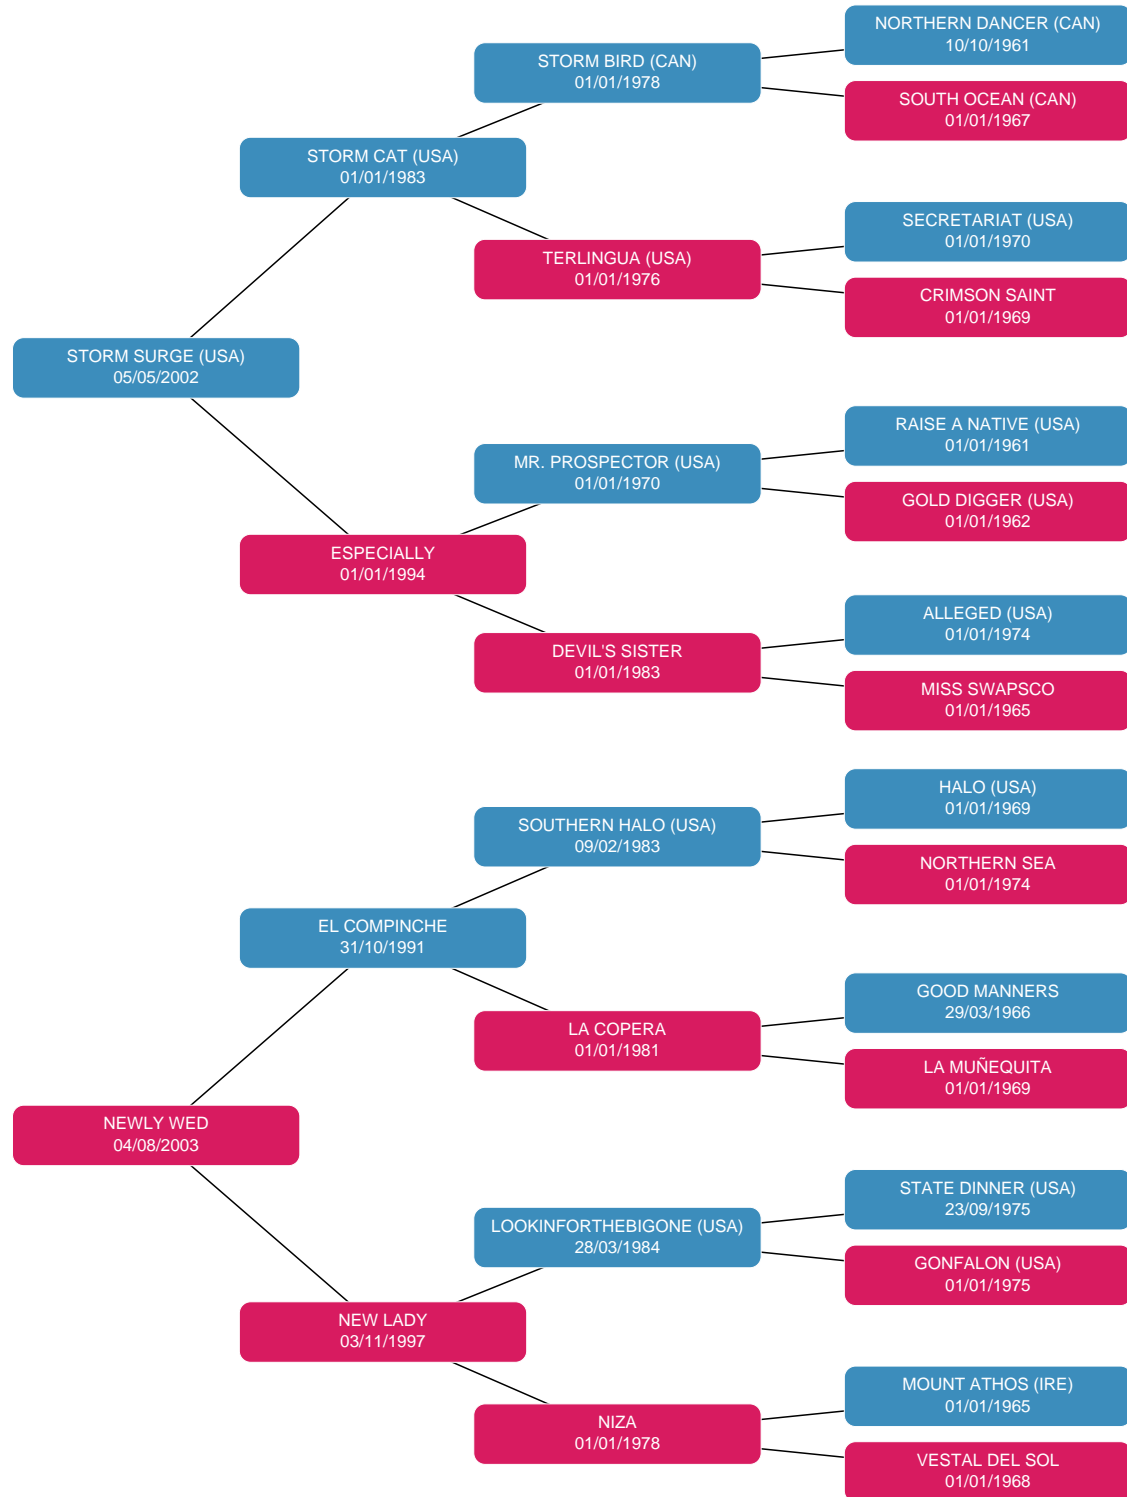 NORTHERN DANCER (CAN)
10/10/1961
STORM BIRD (CAN)
01/01/1978
SOUTH OCEAN (CAN)
01/01/1967
STORM CAT (USA)
01/01/1983
SECRETARIAT (USA)
01/01/1970
TERLINGUA (USA)
01/01/1976
CRIMSON SAINT
01/01/1969
STORM SURGE (USA)
05/05/2002
RAISE A NATIVE (USA)
01/01/1961
MR. PROSPECTOR (USA)
01/01/1970
GOLD DIGGER (USA)
01/01/1962
ESPECIALLY
01/01/1994
ALLEGED (USA)
01/01/1974
DEVIL'S SISTER
01/01/1983
MISS SWAPSCO
01/01/1965
HALO (USA)
01/01/1969
SOUTHERN HALO (USA)
09/02/1983
NORTHERN SEA
01/01/1974
EL COMPINCHE
31/10/1991
GOOD MANNERS
29/03/1966
LA COPERA
01/01/1981
LA MUÑEQUITA
01/01/1969
NEWLY WED
04/08/2003
STATE DINNER (USA)
23/09/1975
LOOKINFORTHEBIGONE (USA)
28/03/1984
GONFALON (USA)
01/01/1975
NEW LADY
03/11/1997
MOUNT ATHOS (IRE)
01/01/1965
NIZA
01/01/1978
VESTAL DEL SOL
01/01/1968